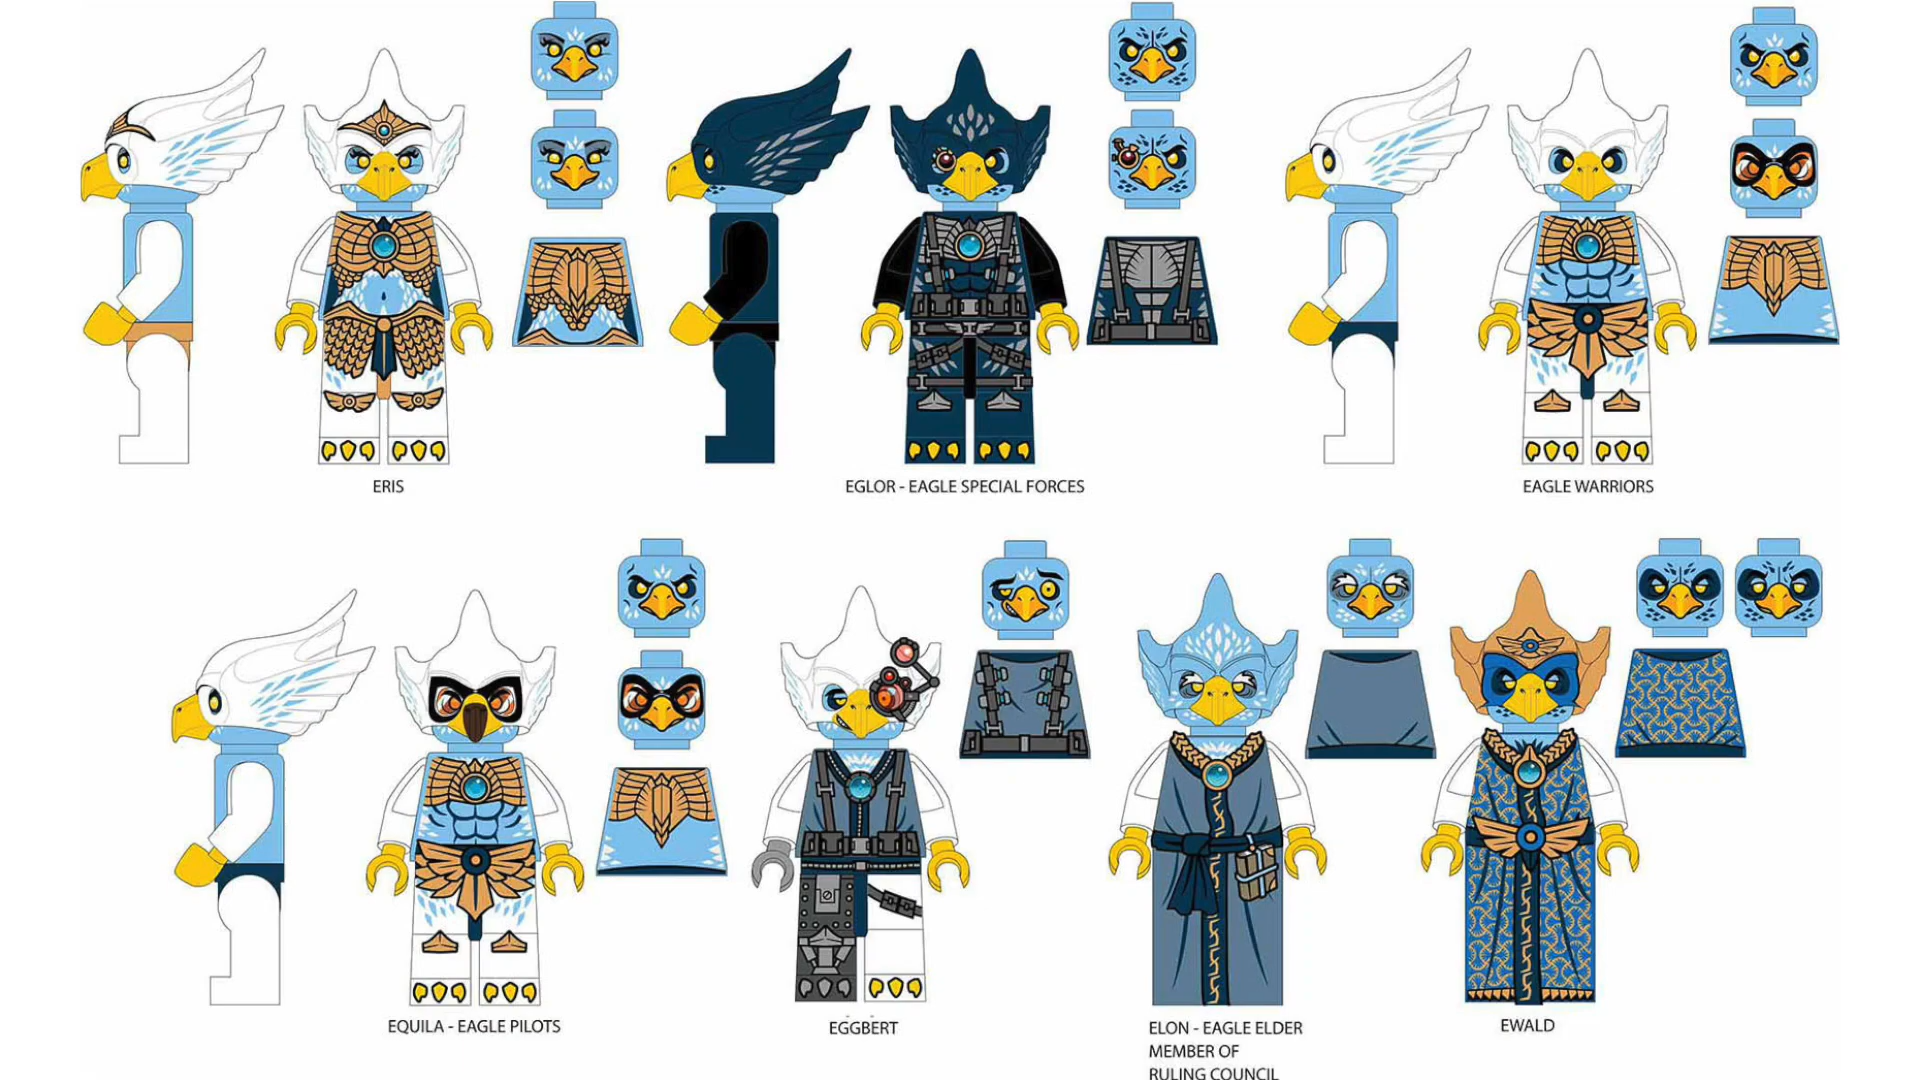 ERIS
EGLOR - EAGLE SPECIAL FORCES
EAGLE WARRIORS
EQUILA - EAGLE PILOTS
EGGBERT
ELON - EAGLE ELDER
MEMBER OF
RULING COUNCIL
EWALD